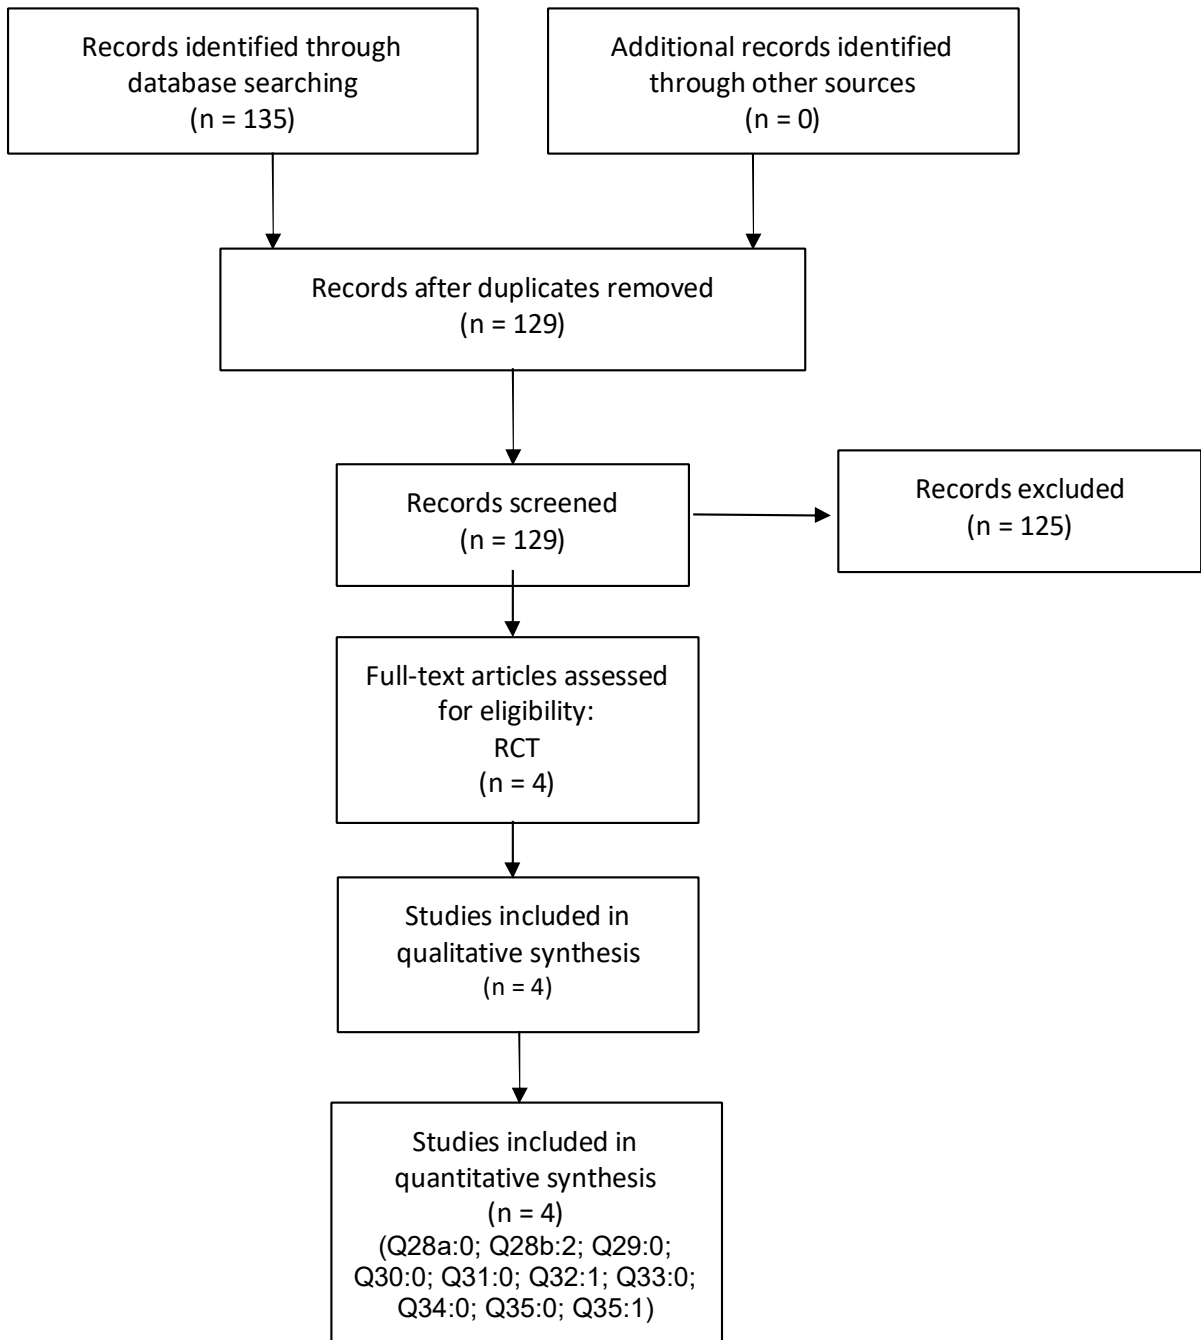 Records identified through
database searching
(n = 135)
Additional records identified
through other sources
(n = 0)
Records after duplicates removed
(n = 129)
Records screened
(n = 129)
Records excluded
(n = 125)
Full-text articles assessed
for eligibility:
RCT
(n = 4)
Studies included in
qualitative synthesis
(n = 4)
Studies included in
quantitative synthesis
(n = 4)
(Q28a:0; Q28b:2; Q29:0;
Q30:0; Q31:0; Q32:1; Q33:0;
Q34:0; Q35:0; Q35:1)